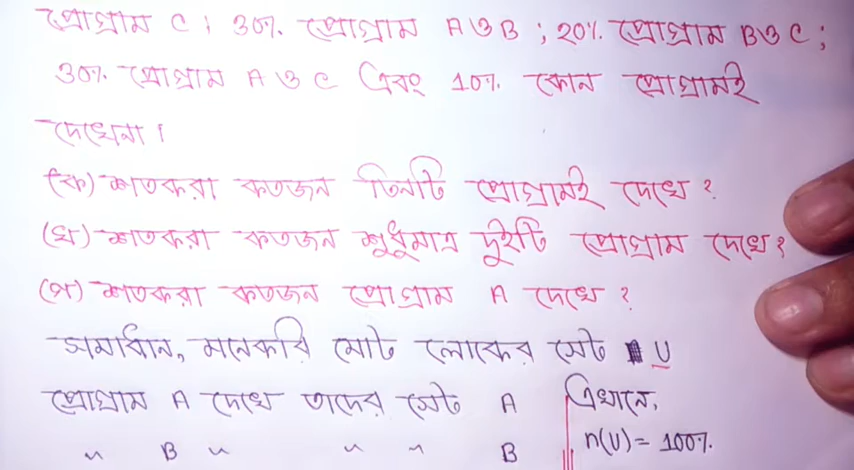 প্রোগ্রাম C ; 30% প্রোগ্রাম A ও B ; 20% প্রোগ্রাম B ও C ;
30% প্রোগ্রাম A ও C এবং 10% কোন প্রোগ্রামই
দেখেনা ।
(ক) শতকরা কতজন তিনটি প্রোগ্রামই দেখে ?
(খ) শতকরা কতজন শুধুমাত্র দুইটি প্রোগ্রাম দেখে ?
(গ) শতকরা কতজন প্রোগ্রাম A দেখে ?
সমাধান, মনেকরি মোট লোকের সেট U
প্রোগ্রাম A দেখে তাদের সেট A এখানে,
" B " " " B n(U) = 100%